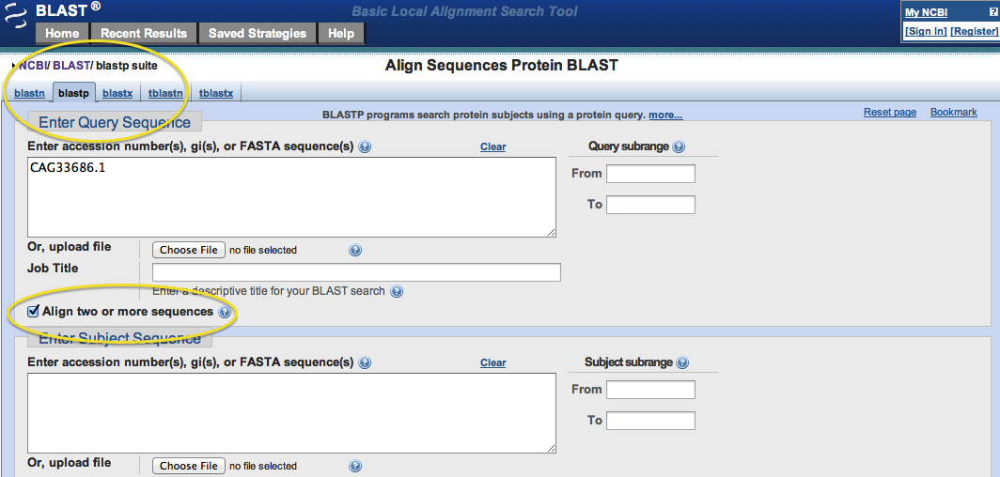 BLAST ®
Basic Local Alignment Search Tool
My NCBI ?
[Sign In] [Register]
Home Recent Results Saved Strategies Help
NCBI/ BLAST/ blastp suite
Align Sequences Protein BLAST
blastn blastp blastx tblastn tblastx
Enter Query Sequence
BLASTP programs search protein subjects using a protein query. more...
Reset page Bookmark
Enter accession number(s), gi(s), or FASTA sequence(s) ? Clear
Query subrange ?
CAG33686.1
From
To
Or, upload file Choose File no file selected ?
Job Title
Enter a descriptive title for your BLAST search ?
Align two or more sequences ?
Enter Subject Sequence
Enter accession number(s), gi(s), or FASTA sequence(s) ? Clear
Subject subrange ?
From
To
Or, upload file Choose File no file selected ?